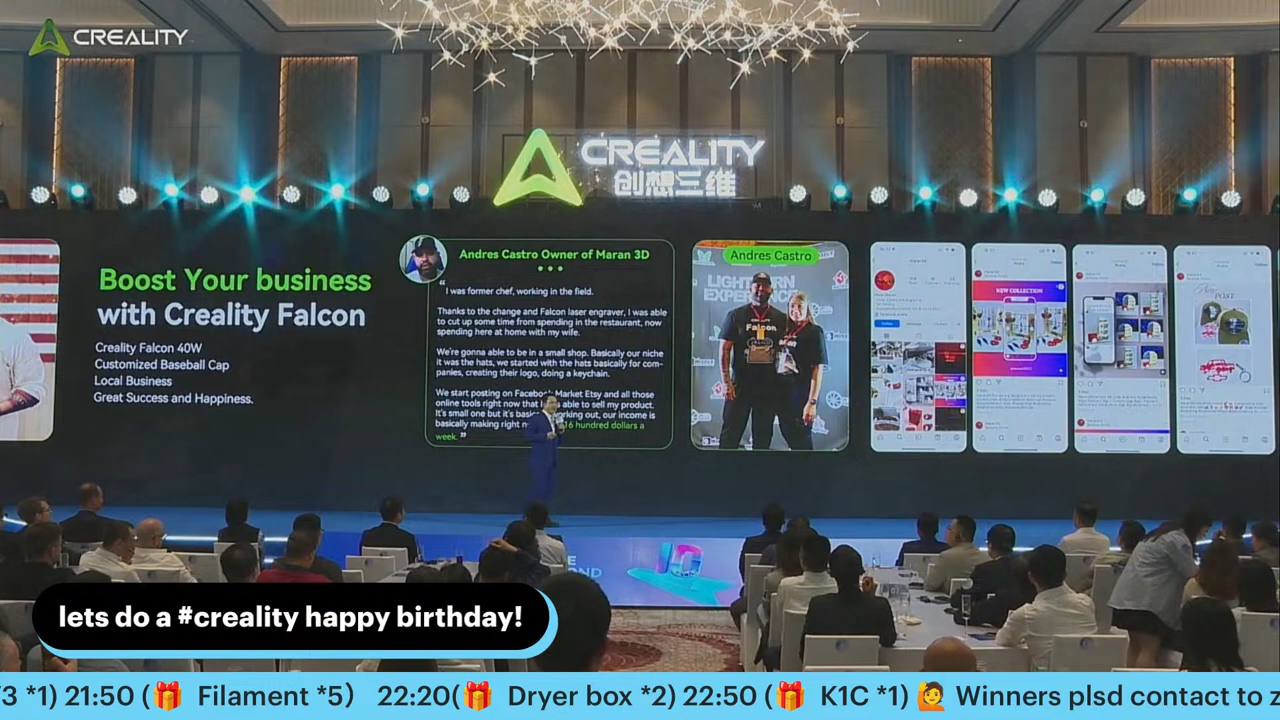 CREALITY
CREALITY
创想三维
Boost Your business
with Creality Falcon
Creality Falcon 40W
Customized Baseball Cap
Local Business
Great Success and Happiness.
Andres Castro Owner of Maran 3D
“
I was former chef, working in the field.
Thanks to the change and Falcon laser engraver, I was able
to cut up some time from spending in the restaurant, now
spending here at home with my wife.
We're gonna able to be in a small shop. Basically our niche
it was the hats, we started with the hats basically for com-
panies, creating their logo, doing a keychain.
We start posting on Facebook Market Etsy and all those
online tools right now that able to sell my product.
It's small one but it's working out, our income is
basically making right 16 hundred dollars a
week. ”
Andres Castro
LIGHTBURN
EXPERIENCE
Falcon
NEW COLLECTION
POST
lets do a #creality happy birthday!
3 *1) 21:50 (🎁 Filament *5) 22:20(🎁 Dryer box *2) 22:50 (🎁 K1C *1) 🙋 Winners plsd contact to z